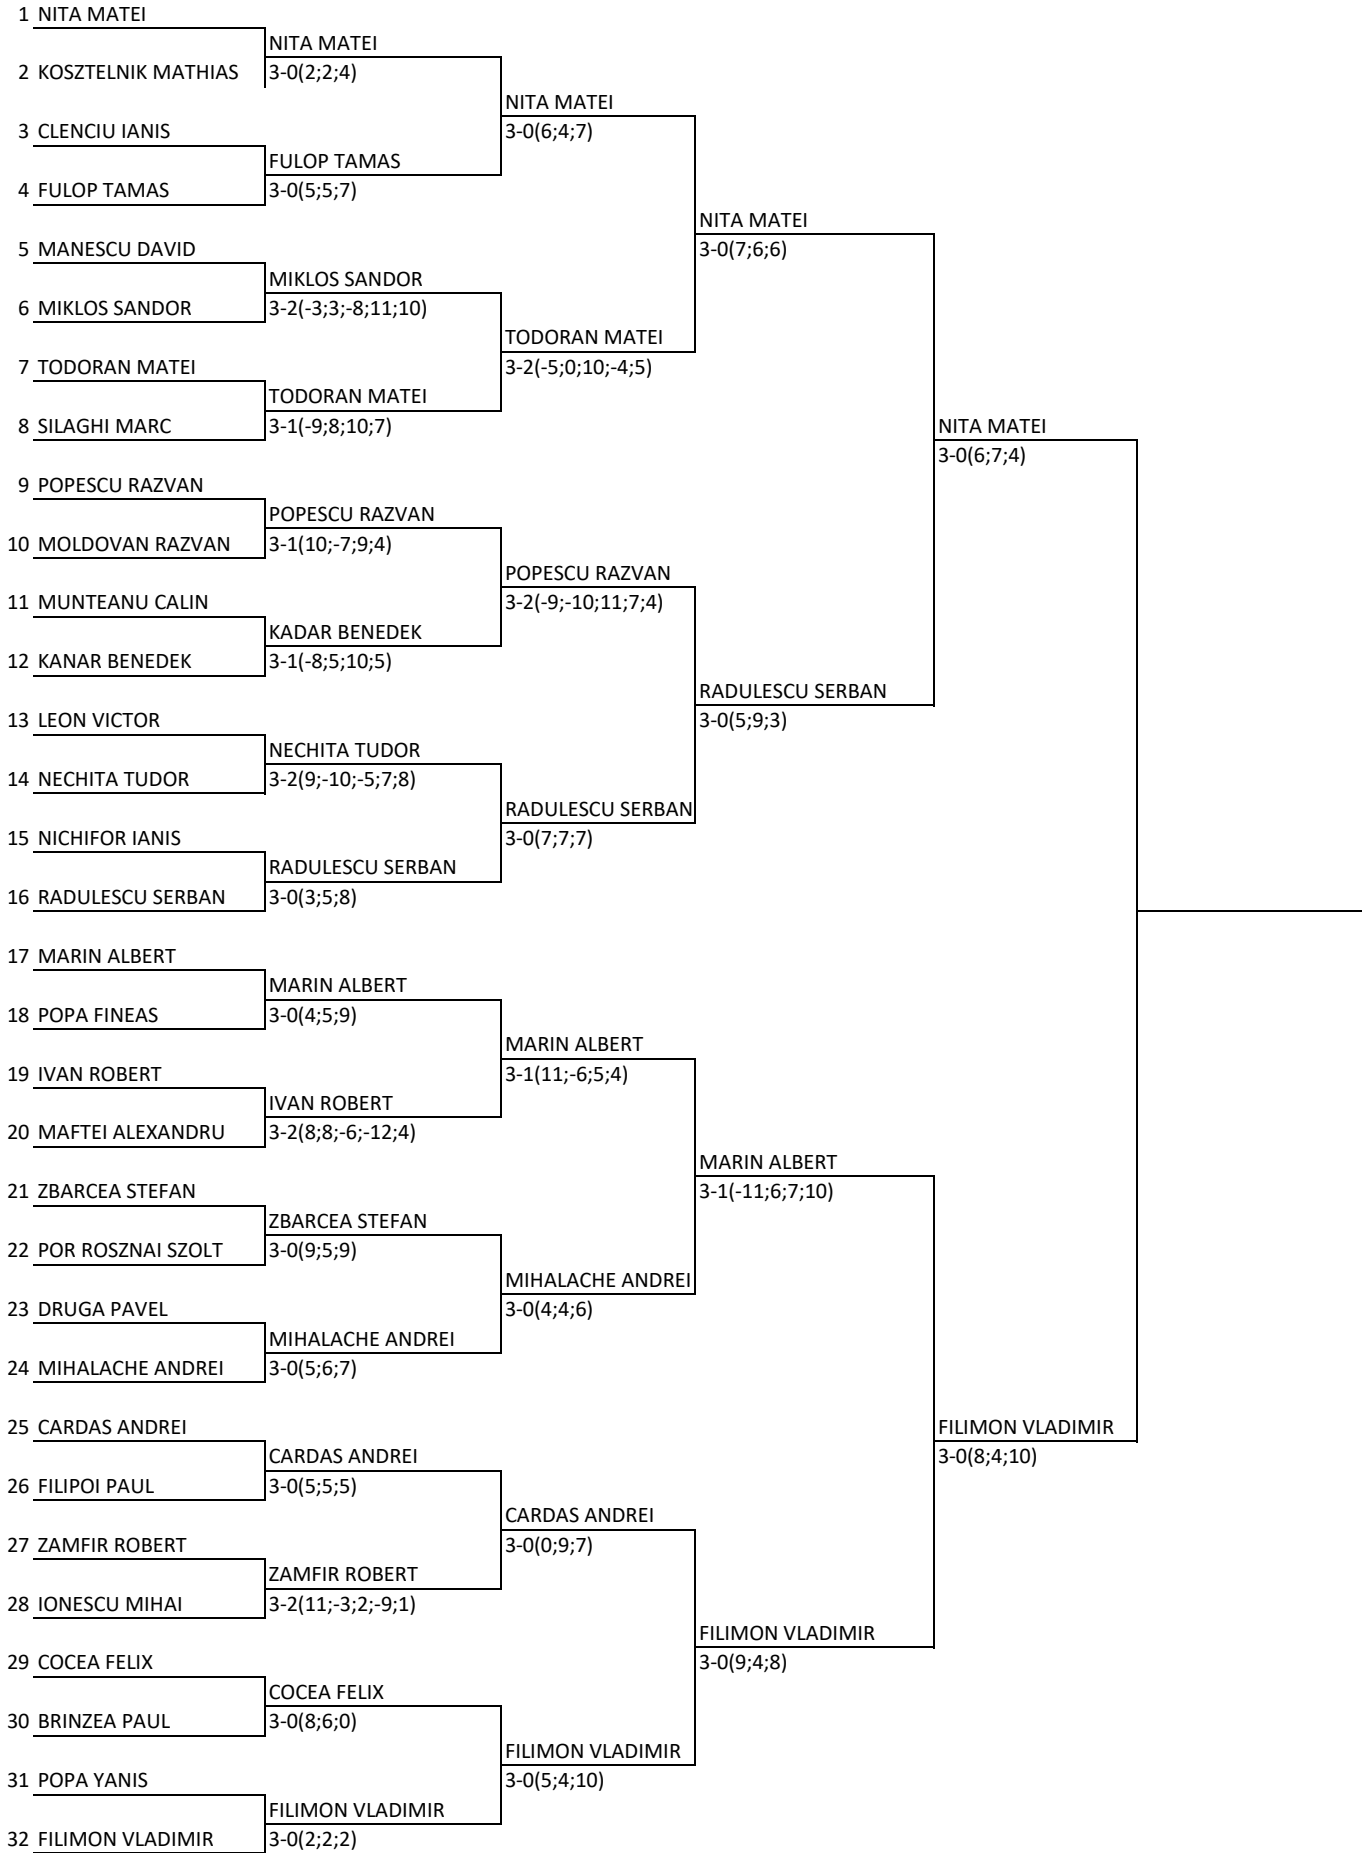 1 NITA MATEI
NITA MATEI
2 KOSZTELNIK MATHIAS 3-0(2;2;4)
NITA MATEI
3 CLENCIU IANIS 3-0(6;4;7)
FULOP TAMAS
4 FULOP TAMAS 3-0(5;5;7)
NITA MATEI
5 MANESCU DAVID 3-0(7;6;6)
MIKLOS SANDOR
6 MIKLOS SANDOR 3-2(-3;3;-8;11;10)
TODORAN MATEI
7 TODORAN MATEI 3-2(-5;0;10;-4;5)
TODORAN MATEI
8 SILAGHI MARC 3-1(-9;8;10;7) NITA MATEI
3-0(6;7;4)
9 POPESCU RAZVAN
POPESCU RAZVAN
10 MOLDOVAN RAZVAN 3-1(10;-7;9;4)
POPESCU RAZVAN
11 MUNTEANU CALIN 3-2(-9;-10;11;7;4)
KADAR BENEDEK
12 KANAR BENEDEK 3-1(-8;5;10;5)
RADULESCU SERBAN
13 LEON VICTOR 3-0(5;9;3)
NECHITA TUDOR
14 NECHITA TUDOR 3-2(9;-10;-5;7;8)
RADULESCU SERBAN
15 NICHIFOR IANIS 3-0(7;7;7)
RADULESCU SERBAN
16 RADULESCU SERBAN 3-0(3;5;8)
17 MARIN ALBERT
MARIN ALBERT
18 POPA FINEAS 3-0(4;5;9)
MARIN ALBERT
19 IVAN ROBERT 3-1(11;-6;5;4)
IVAN ROBERT
20 MAFTEI ALEXANDRU 3-2(8;8;-6;-12;4)
MARIN ALBERT
21 ZBARCEA STEFAN 3-1(-11;6;7;10)
ZBARCEA STEFAN
22 POR ROSZNAI SZOLT 3-0(9;5;9)
MIHALACHE ANDREI
23 DRUGA PAVEL 3-0(4;4;6)
MIHALACHE ANDREI
24 MIHALACHE ANDREI 3-0(5;6;7)
25 CARDAS ANDREI FILIMON VLADIMIR
CARDAS ANDREI 3-0(8;4;10)
26 FILIPOI PAUL 3-0(5;5;5)
CARDAS ANDREI
27 ZAMFIR ROBERT 3-0(0;9;7)
ZAMFIR ROBERT
28 IONESCU MIHAI 3-2(11;-3;2;-9;1)
FILIMON VLADIMIR
29 COCEA FELIX 3-0(9;4;8)
COCEA FELIX
30 BRINZEA PAUL 3-0(8;6;0)
FILIMON VLADIMIR
31 POPA YANIS 3-0(5;4;10)
FILIMON VLADIMIR
32 FILIMON VLADIMIR 3-0(2;2;2)